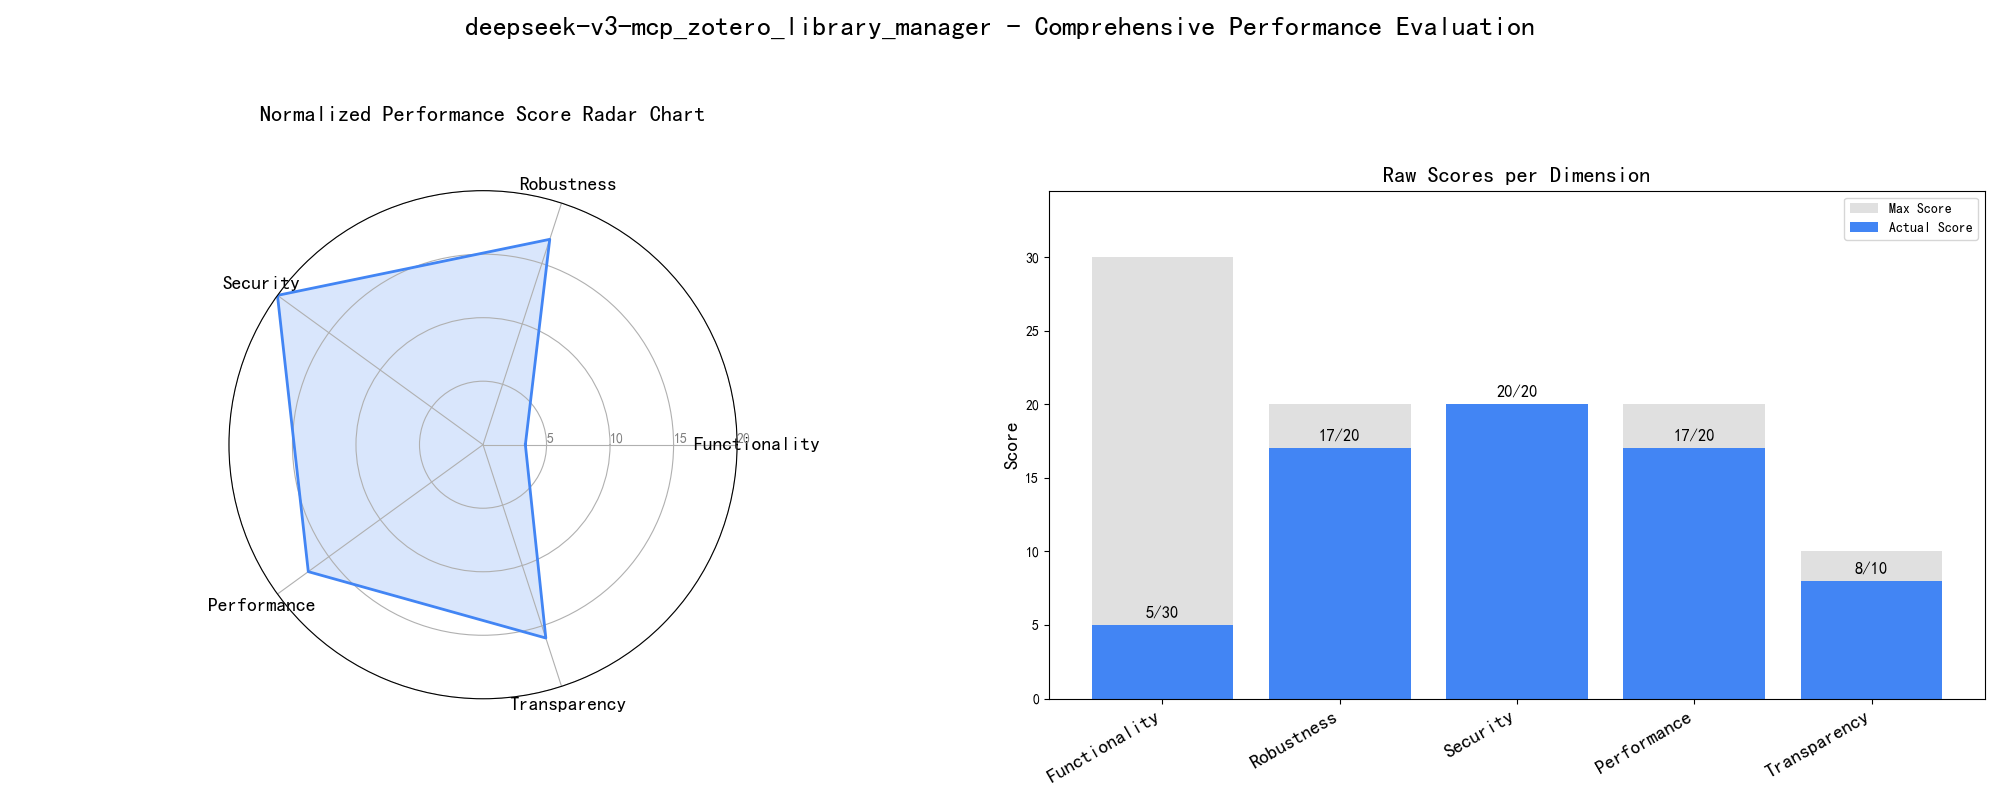 deepseek-v3-mcp_zotero_library_manager - Comprehensive Performance Evaluation
Normalized Performance Score Radar Chart
Robustness
Security
Functionality
5
10
15
20
Performance
Transparency
Raw Scores per Dimension
Max Score
Actual Score
Score
30
25
20
15
10
5
0
5/30
17/20
20/20
17/20
8/10
Functionality
Robustness
Security
Performance
Transparency